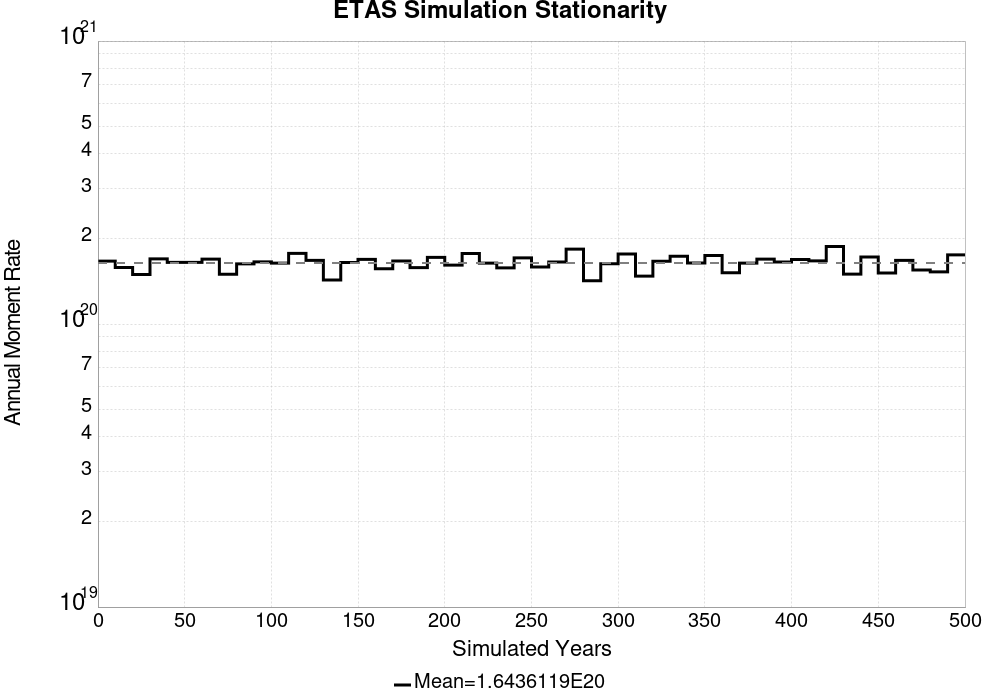 ETAS Simulation Stationarity
10^21
7
5
4
3
2
10^20
7
5
4
3
2
10^19
Annual Moment Rate
0 50 100 150 200 250 300 350 400 450 500
Simulated Years
Mean=1.6436119E20